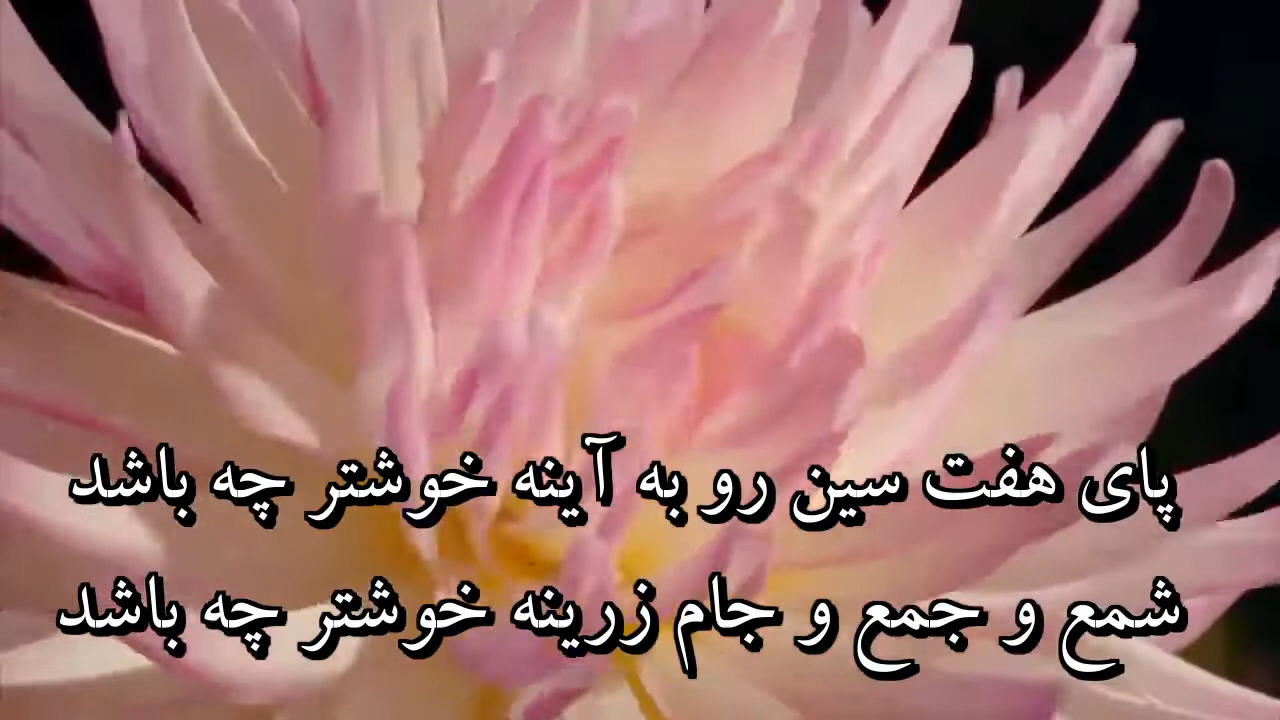 پای هفت سین رو به آینه خوشتر چه باشد
شمع و جمع و جام زرینه خوشتر چه باشد